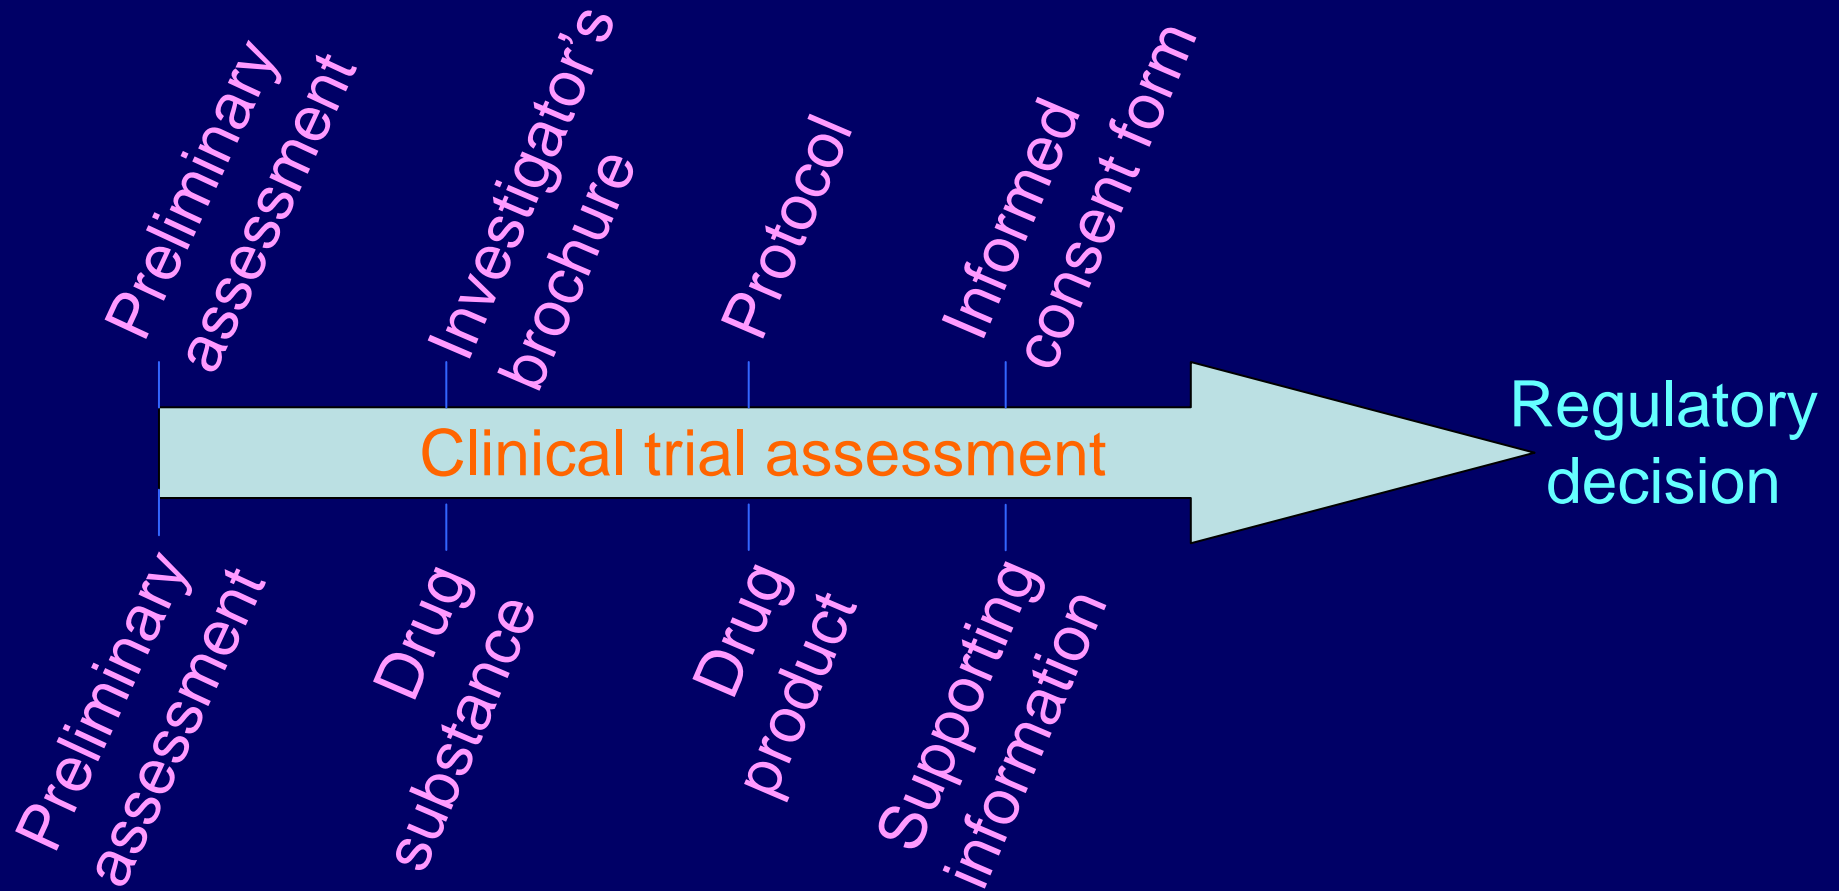 Preliminary
assessment
Investigator’s
brochure
Protocol
Informed
consent form
Clinical trial assessment
Regulatory
decision
Preliminary
assessment
Drug
substance
Drug
product
Supporting
information